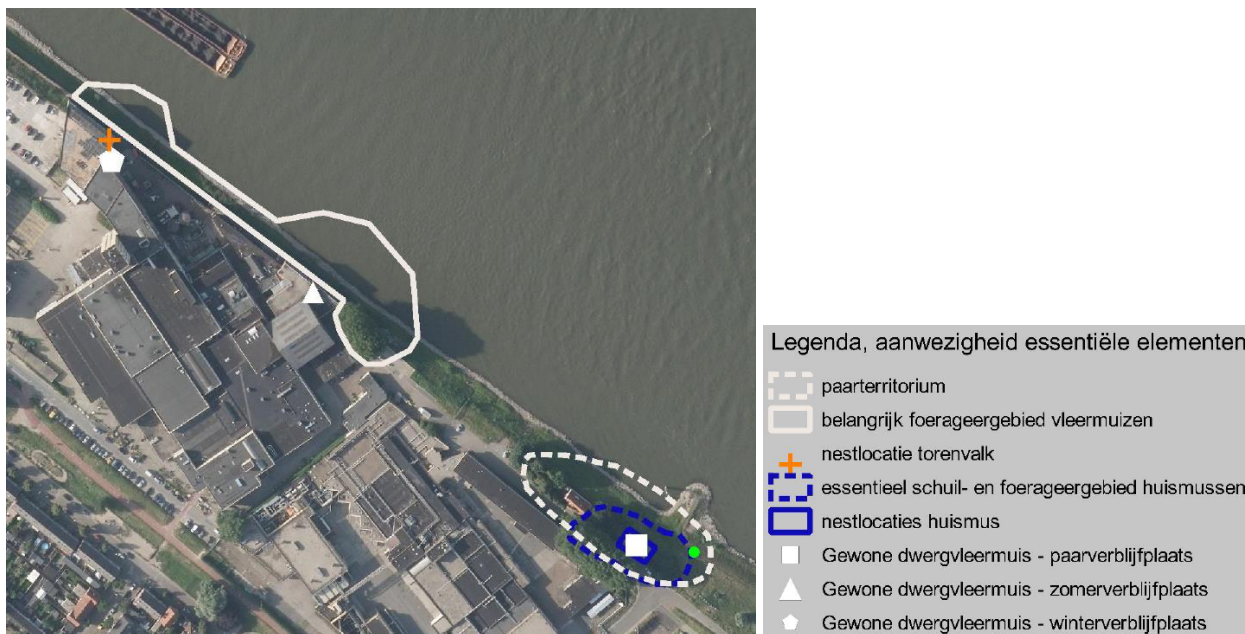 Legenda, aanwezigheid essentiële elementen
paarterritorium
belangrijk foerageergebied vleermuizen
nestlocatie torenvalk
essentieel schuil- en foerageergebied huismussen
nestlocaties huismus
Gewone dwergvleermuis - paarverblijfplaats
Gewone dwergvleermuis - zomerverblijfplaats
Gewone dwergvleermuis - winterverblijfplaats